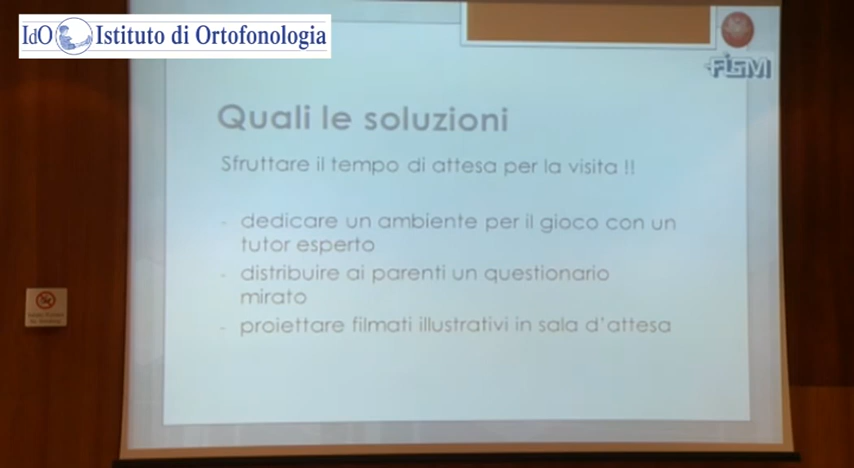 IdO Istituto di Ortofonologia
FISM
Quali le soluzioni
Sfruttare il tempo di attesa per la visita !!
- dedicare un ambiente per il gioco con un
tutor esperto
- distribuire ai parenti un questionario
mirato
- proiettare filmati illustrativi in sala d'attesa